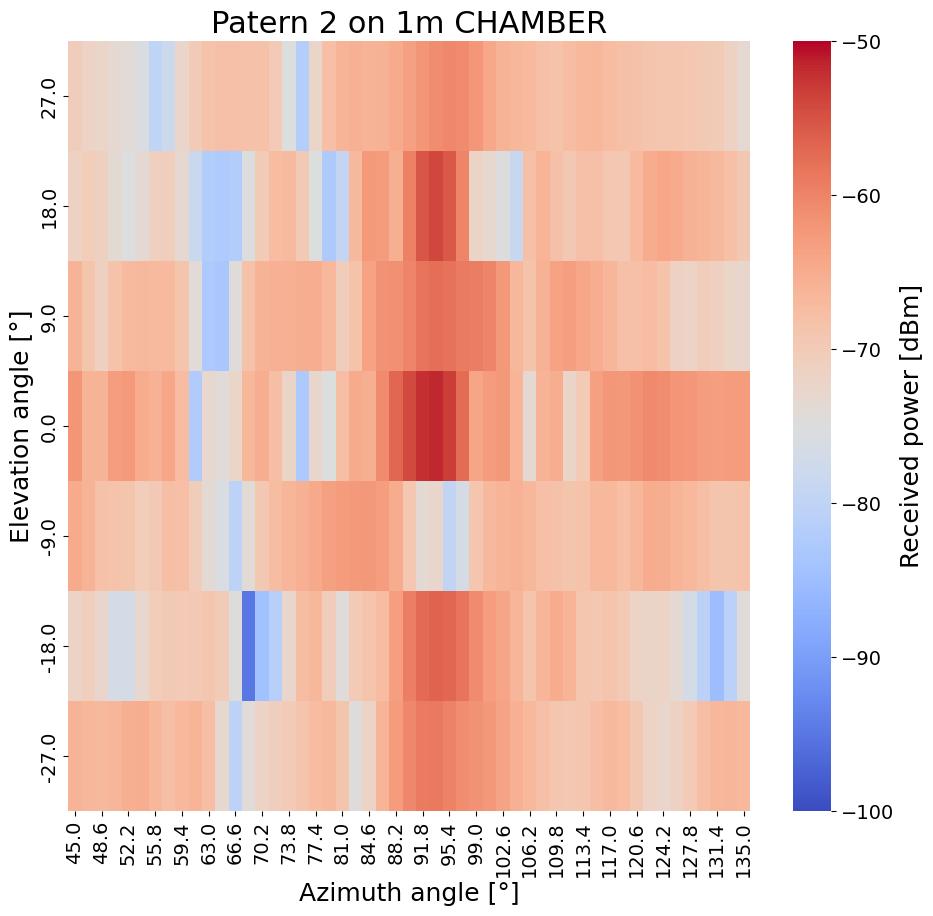 Patern 2 on 1m CHAMBER
Elevation angle [°]
27.0
18.0
9.0
0.0
-9.0
-18.0
-27.0
45.0 48.6 52.2 55.8 59.4 63.0 66.6 70.2 73.8 77.4 81.0 84.6 88.2 91.8 95.4 99.0 102.6 106.2 109.8 113.4 117.0 120.6 124.2 127.8 131.4 135.0
Azimuth angle [°]
−50
−60
−70
−80
−90
−100
Received power [dBm]